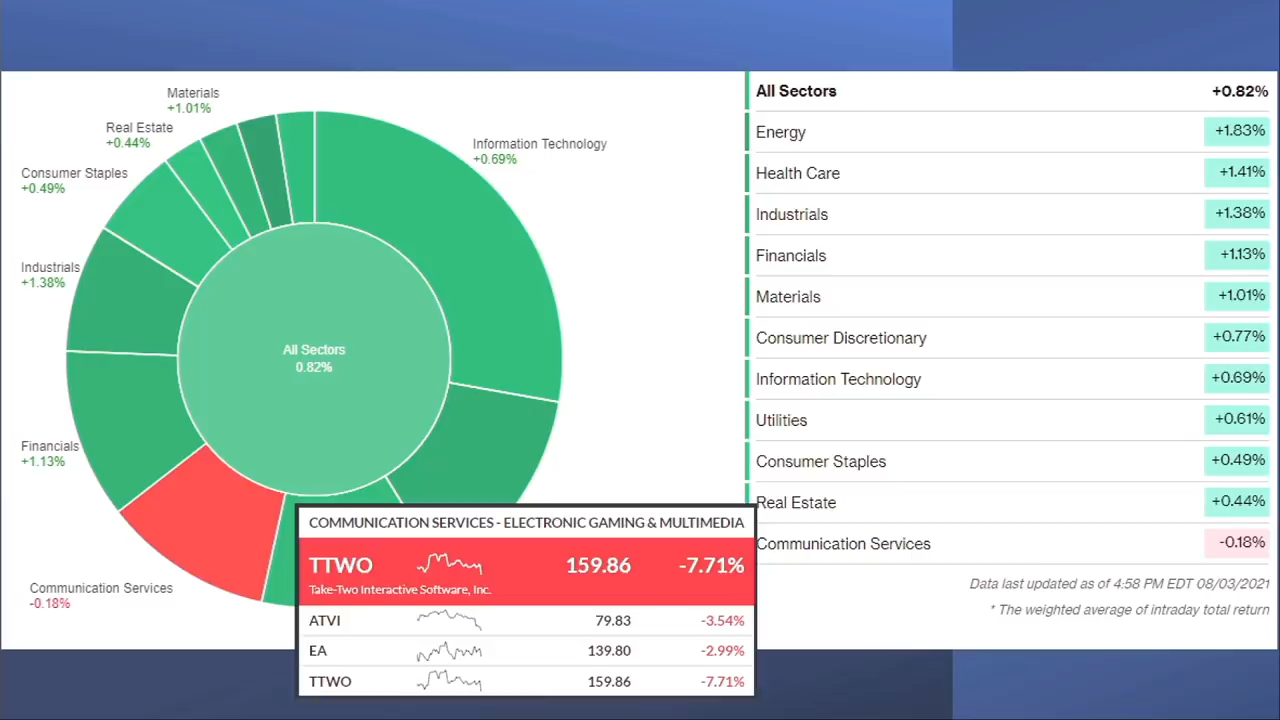 Materials
+1.01%
Real Estate
+0.44%
Consumer Staples
+0.49%
Industrials
+1.38%
Financials
+1.13%
Communication Services
-0.18%
Information Technology
+0.69%
All Sectors
0.82%
All Sectors +0.82%
Energy +1.83%
Health Care +1.41%
Industrials +1.38%
Financials +1.13%
Materials +1.01%
Consumer Discretionary +0.77%
Information Technology +0.69%
Utilities +0.61%
Consumer Staples +0.49%
Real Estate +0.44%
Communication Services -0.18%
Data last updated as of 4:58 PM EDT 08/03/2021
* The weighted average of intraday total return
COMMUNICATION SERVICES - ELECTRONIC GAMING & MULTIMEDIA
TTWO 159.86 -7.71%
Take-Two Interactive Software, Inc.
ATVI 79.83 -3.54%
EA 139.80 -2.99%
TTWO 159.86 -7.71%